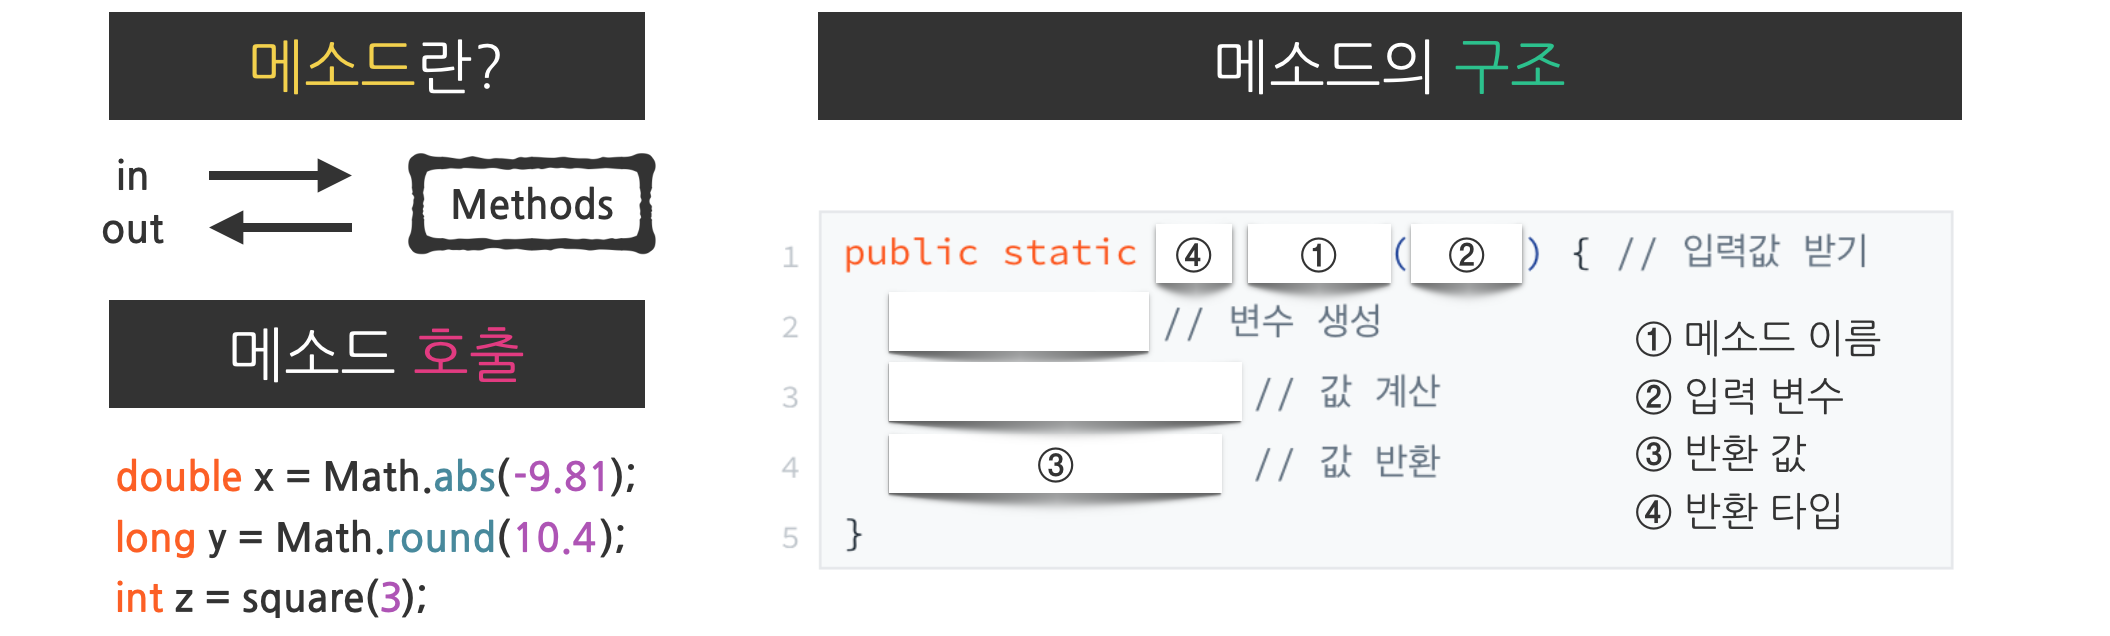 메소드란?
in
out
Methods
메소드 호출
double x = Math.abs(-9.81);
long y = Math.round(10.4);
int z = square(3);
메소드의 구조
1 public static ④ ① ( ② ) { // 입력값 받기
2 // 변수 생성
3 // 값 계산
4 ③ // 값 반환
5 }
① 메소드 이름
② 입력 변수
③ 반환 값
④ 반환 타입